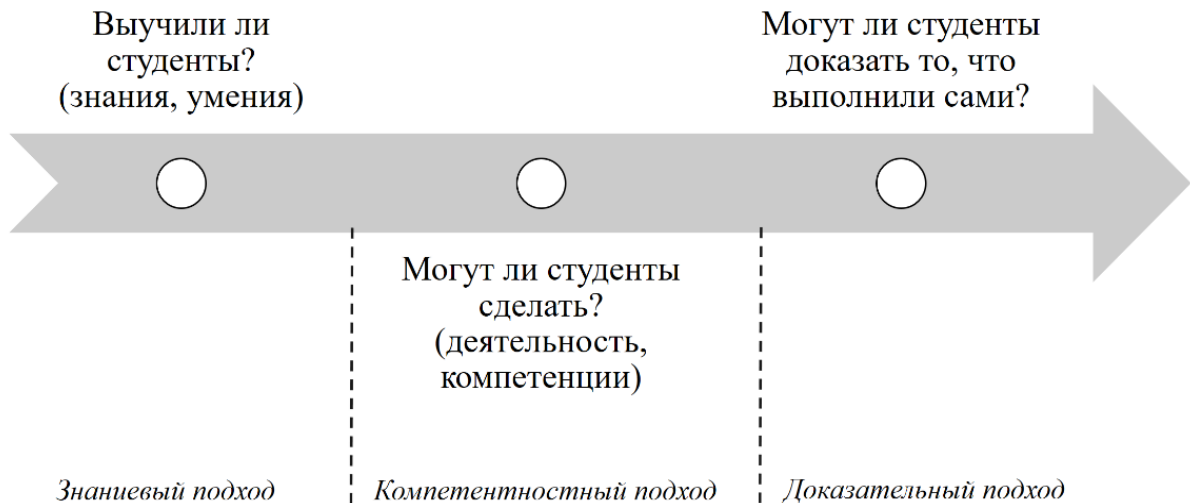 Выучили ли
студенты?
(знания, умения)
Могут ли студенты
доказать то, что
выполнили сами?
Могут ли студенты
сделать?
(деятельность,
компетенции)
Знаниевый подход
Компетентностный подход
Доказательный подход